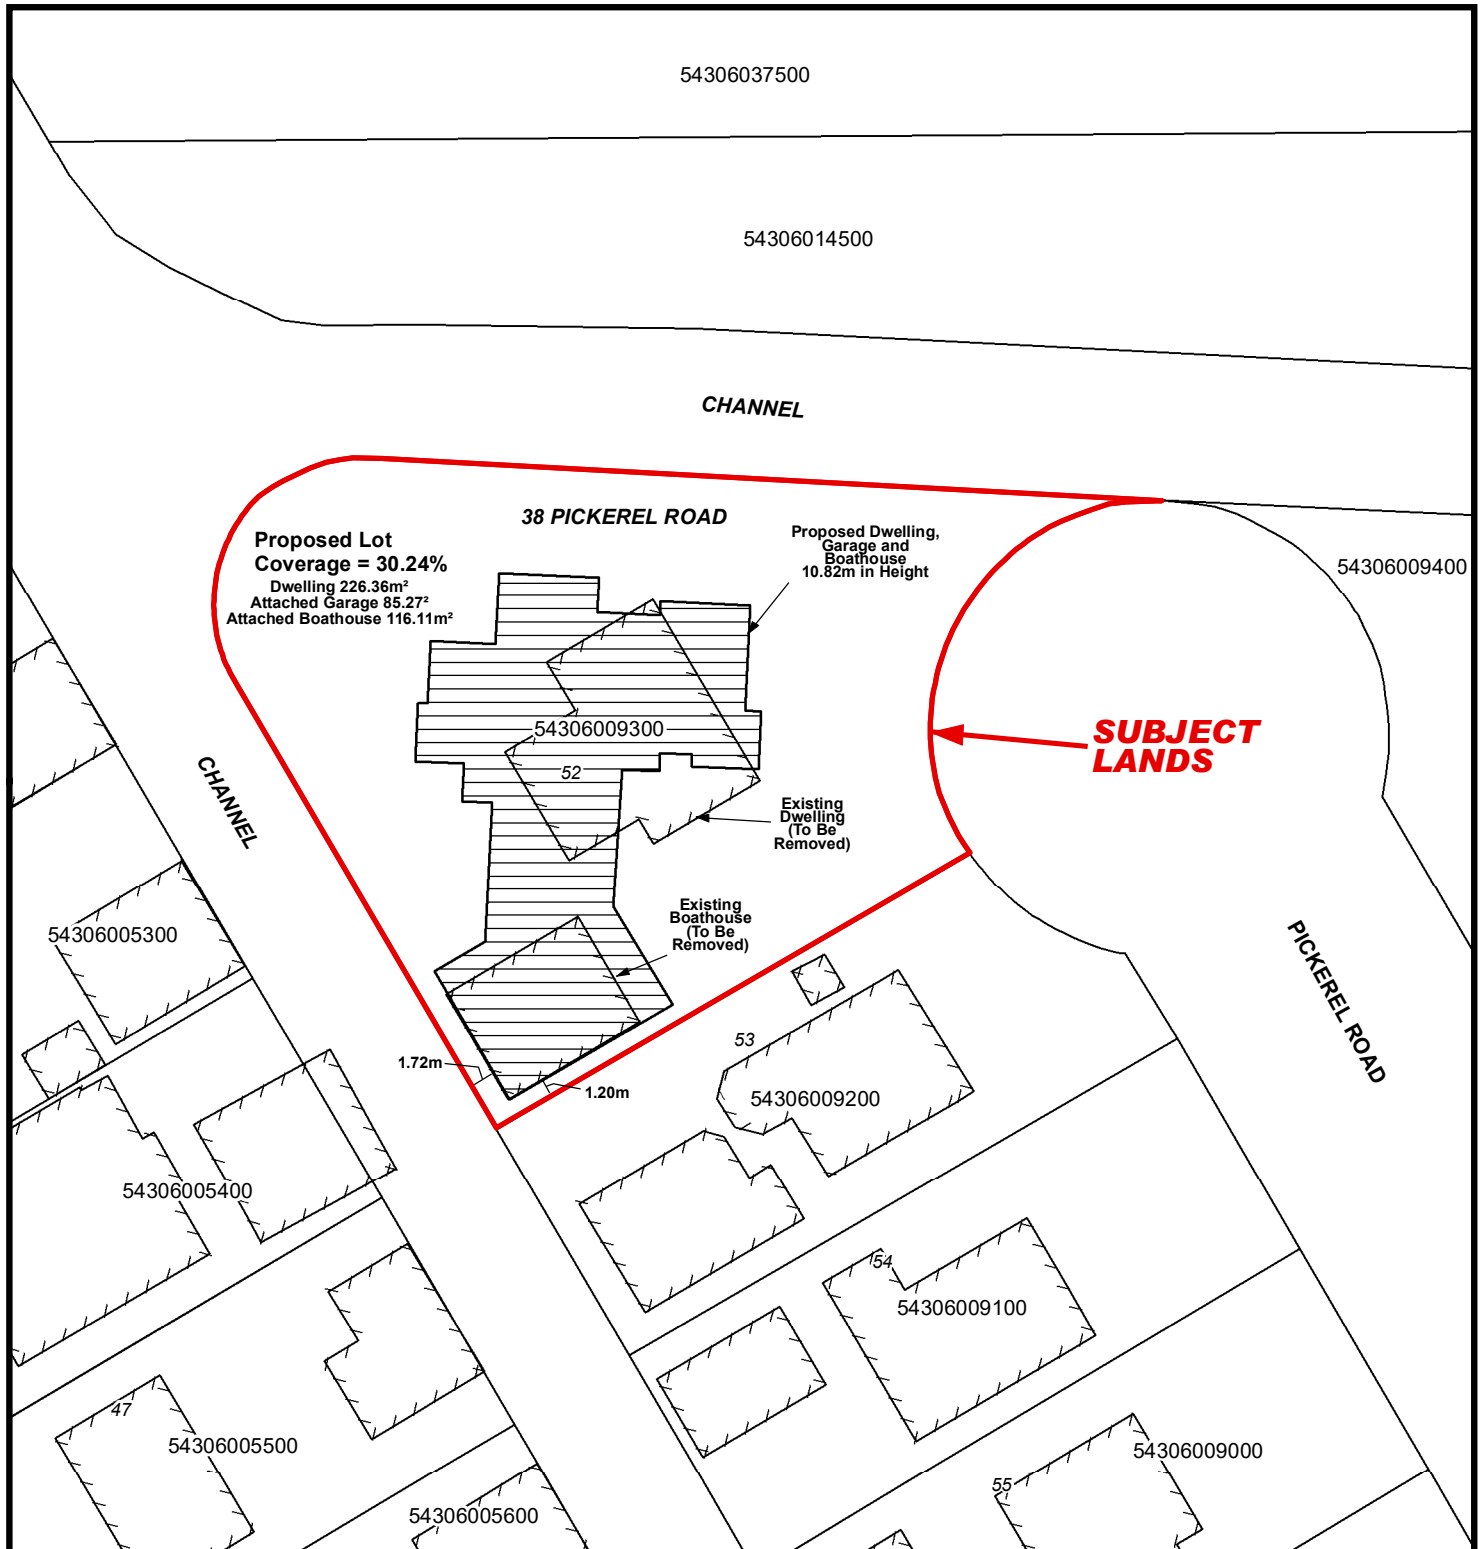 54306037500
54306014500
CHANNEL
38 PICKEREL ROAD
Proposed Lot
Coverage = 30.24%
Dwelling 226.36m²
Attached Garage 85.27²
Attached Boathouse 116.11m²
Proposed Dwelling,
Garage and
Boathouse
10.82m in Height
54306009400
54306009300
52
SUBJECT
LANDS
CHANNEL
Existing
Dwelling
(To Be
Removed)
Existing
Boathouse
(To Be
Removed)
54306005300
PICKEREL ROAD
1.72m
1.20m
53
54306009200
54306005400
54
54306009100
47
54306005500
54306009000
55
54306005600